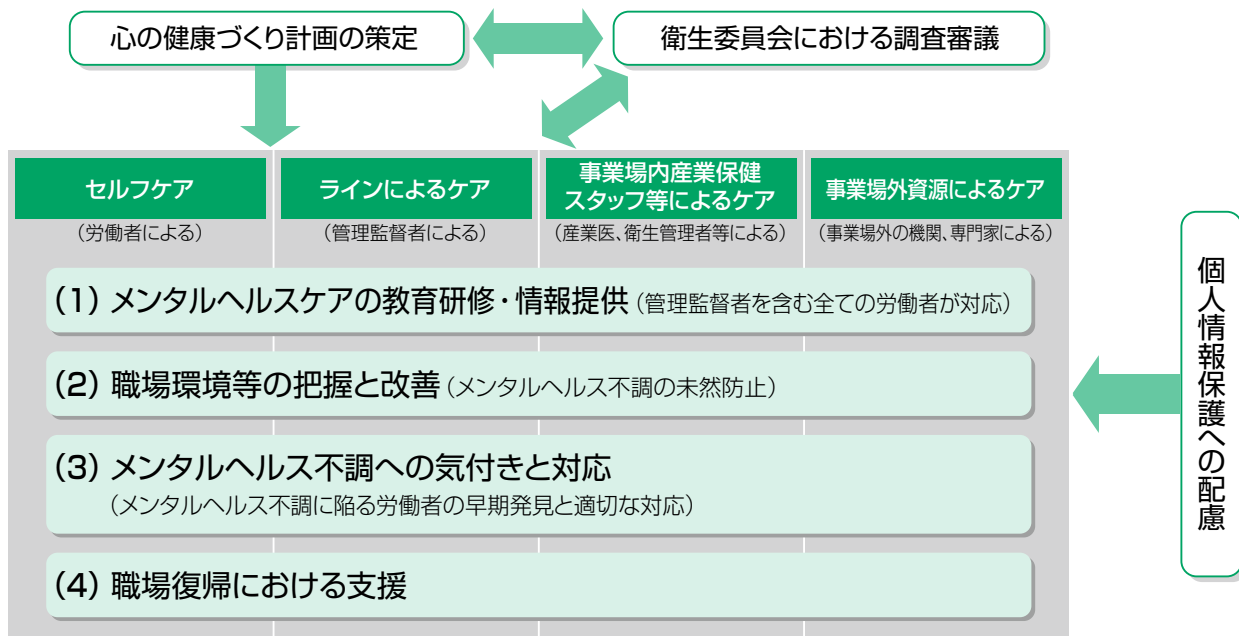 心の健康づくり計画の策定
衛生委員会における調査審議
セルフケア
(労働者による)
ラインによるケア
(管理監督者による)
事業場内産業保健
スタッフ等によるケア
(産業医、衛生管理者等による)
事業場外資源によるケア
(事業場外の機関、専門家による)
(1) メンタルヘルスケアの教育研修・情報提供(管理監督者を含む全ての労働者が対応)
(2) 職場環境等の把握と改善(メンタルヘルス不調の未然防止)
(3) メンタルヘルス不調への気付きと対応
(メンタルヘルス不調に陥る労働者の早期発見と適切な対応)
(4) 職場復帰における支援
個人情報保護への配慮